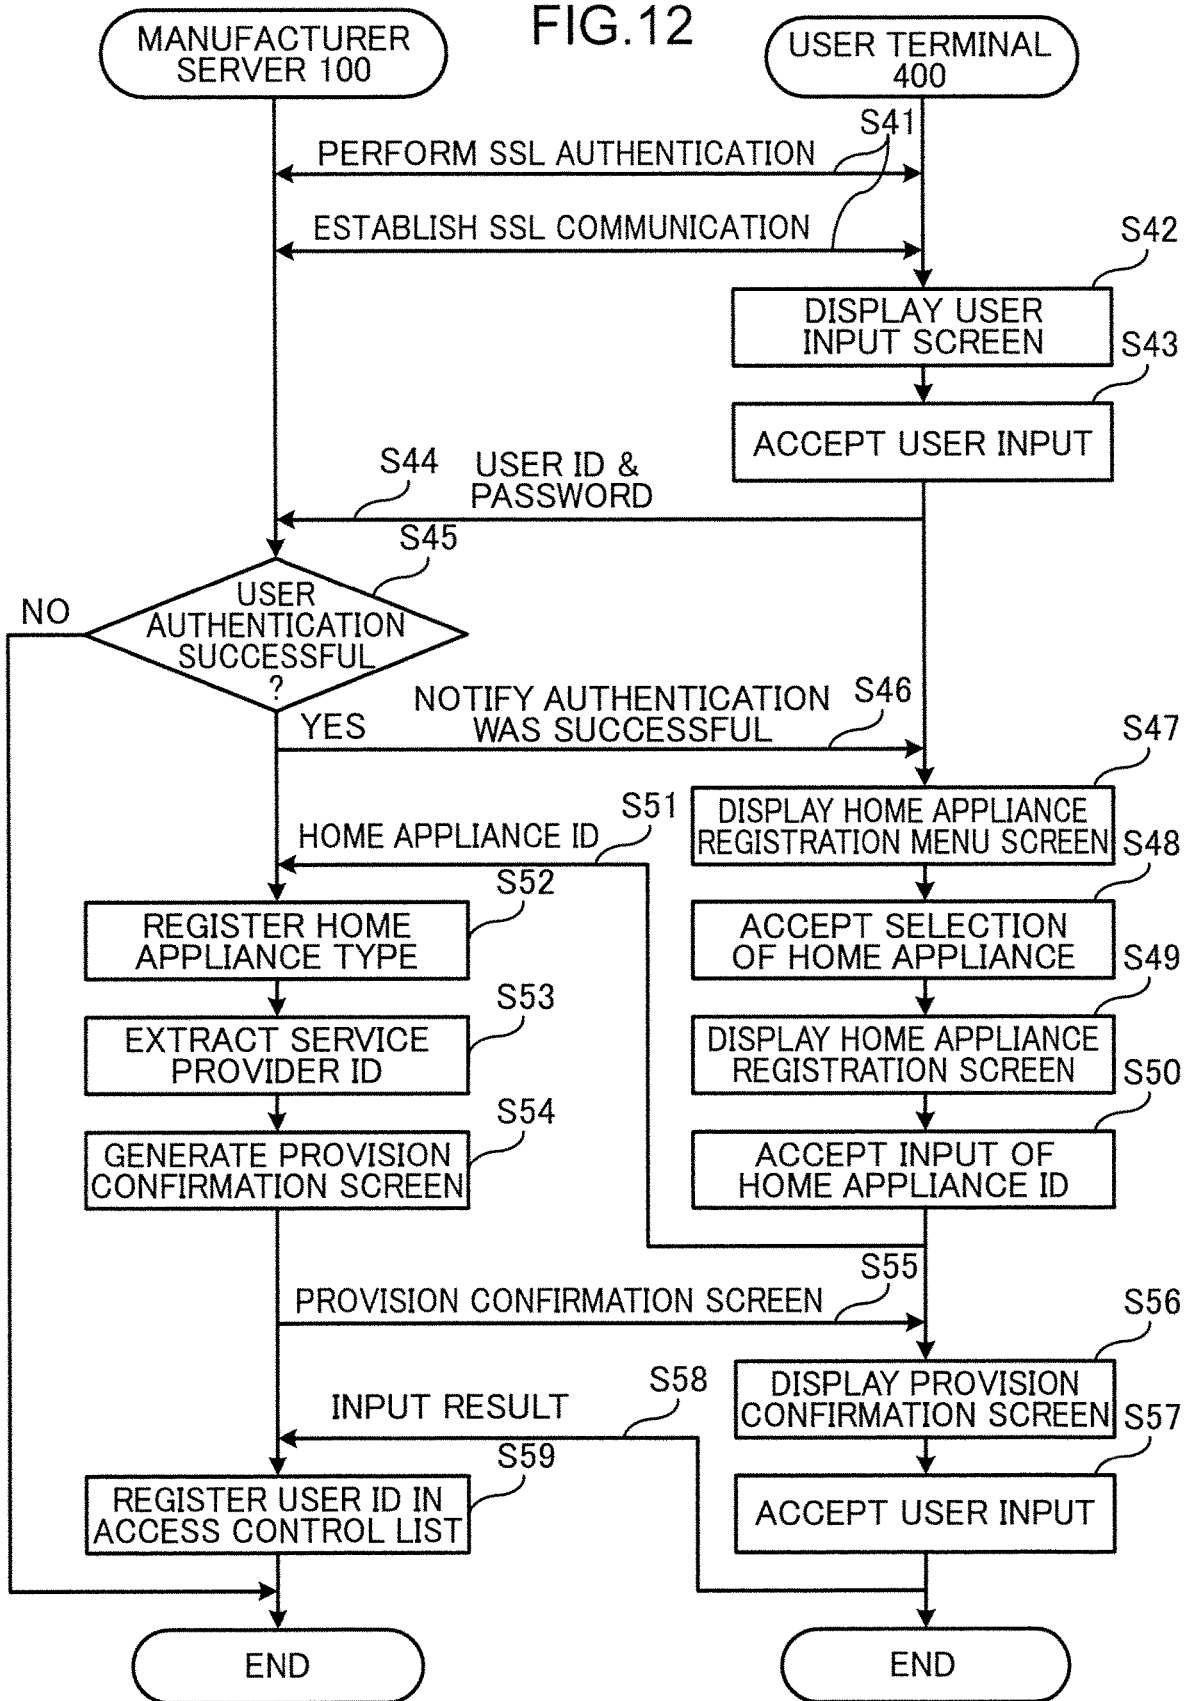 FIG.12
MANUFACTURER
SERVER 100
USER TERMINAL
400
S41
PERFORM SSL AUTHENTICATION
ESTABLISH SSL COMMUNICATION
S42
DISPLAY USER
INPUT SCREEN
S43
ACCEPT USER INPUT
S44
USER ID &
PASSWORD
S45
USER
AUTHENTICATION
SUCCESSFUL
?
NO
YES
NOTIFY AUTHENTICATION
WAS SUCCESSFUL
S46
S47
DISPLAY HOME APPLIANCE
REGISTRATION MENU SCREEN
S51
HOME APPLIANCE ID
S48
ACCEPT SELECTION
OF HOME APPLIANCE
S52
REGISTER HOME
APPLIANCE TYPE
S49
DISPLAY HOME APPLIANCE
REGISTRATION SCREEN
S53
EXTRACT SERVICE
PROVIDER ID
S50
ACCEPT INPUT OF
HOME APPLIANCE ID
S54
GENERATE PROVISION
CONFIRMATION SCREEN
S55
PROVISION CONFIRMATION SCREEN
S56
DISPLAY PROVISION
CONFIRMATION SCREEN
S57
ACCEPT USER INPUT
S58
INPUT RESULT
S59
REGISTER USER ID IN
ACCESS CONTROL LIST
END
END